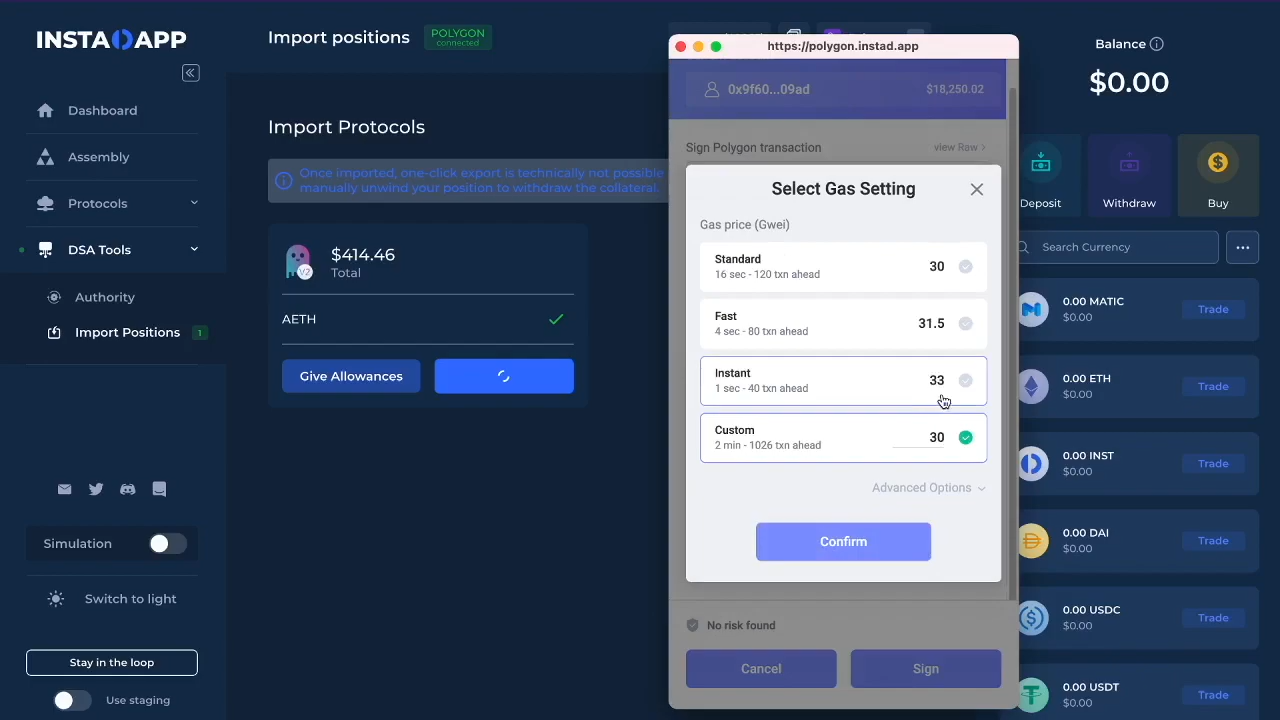 INSTADAPP
Dashboard
Assembly
Protocols
DSA Tools
Authority
Import Positions
1
Simulation
Switch to light
Stay in the loop
Use staging
Import positions
POLYGON
connected
Import Protocols
Once imported, one-click export is technically not possible
manually unwind your position to withdraw the collateral.
V2
$414.46
Total
AETH
Give Allowances
https://polygon.instad.app
0x9f60...09ad
$18,250.02
Sign Polygon transaction
view Raw >
Select Gas Setting
Gas price (Gwei)
Standard
16 sec - 120 txn ahead
30
Fast
4 sec - 80 txn ahead
31.5
Instant
1 sec - 40 txn ahead
33
Custom
2 min - 1026 txn ahead
30
Advanced Options
Confirm
No risk found
Cancel
Sign
Balance
$0.00
Deposit
Withdraw
Buy
Search Currency
0.00 MATIC
$0.00
Trade
0.00 ETH
$0.00
Trade
0.00 INST
$0.00
Trade
0.00 DAI
$0.00
Trade
0.00 USDC
$0.00
Trade
0.00 USDT
$0.00
Trade